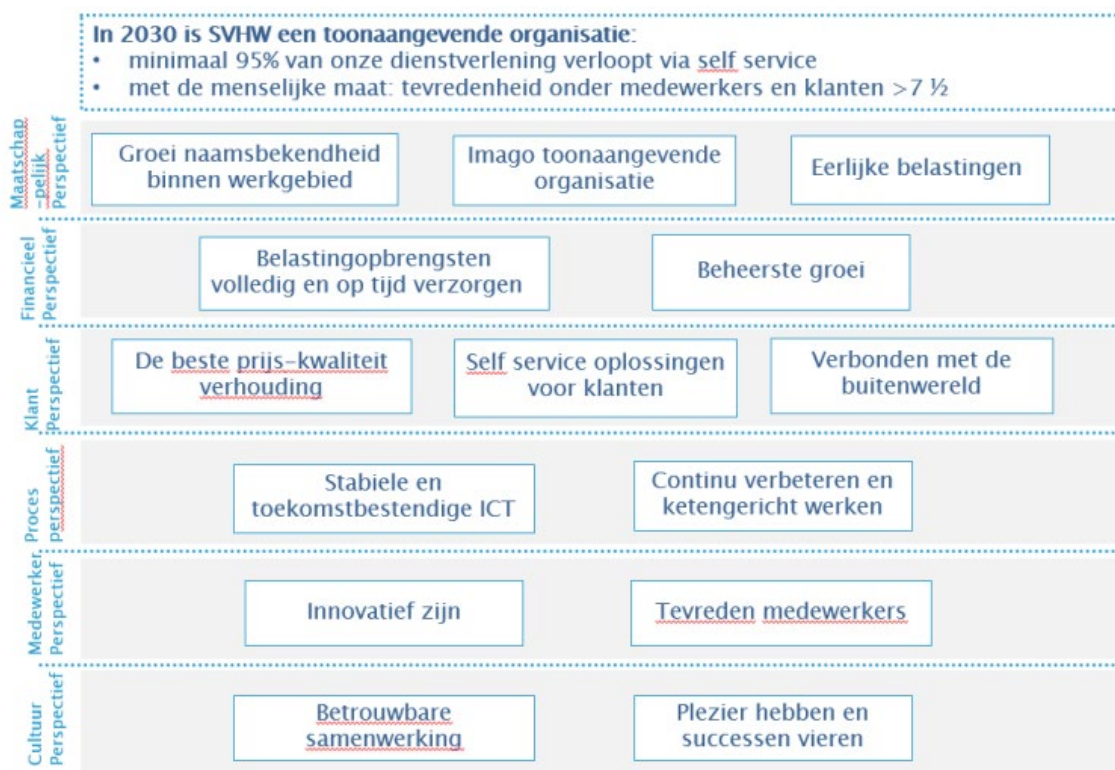 In 2030 is SVHW een toonaangevende organisatie:
• minimaal 95% van onze dienstverlening verloopt via self service
• met de menselijke maat: tevredenheid onder medewerkers en klanten >7 ½
Maatschap
-pelijk
Perspectief
Groei naamsbekendheid
binnen werkgebied
Imago toonaangevende
organisatie
Eerlijke belastingen
Financieel
Perspectief
Belastingopbrengsten
volledig en op tijd verzorgen
Beheerste groei
Klant
Perspectief
De beste prijs-kwaliteit
verhouding
Self service oplossingen
voor klanten
Verbonden met de
buitenwereld
Proces
perspectief
Stabiele en
toekomstbestendige ICT
Continu verbeteren en
ketengericht werken
Medewerker
Perspectief
Innovatief zijn
Tevreden medewerkers
Cultuur
Perspectief
Betrouwbare
samenwerking
Plezier hebben en
successen vieren